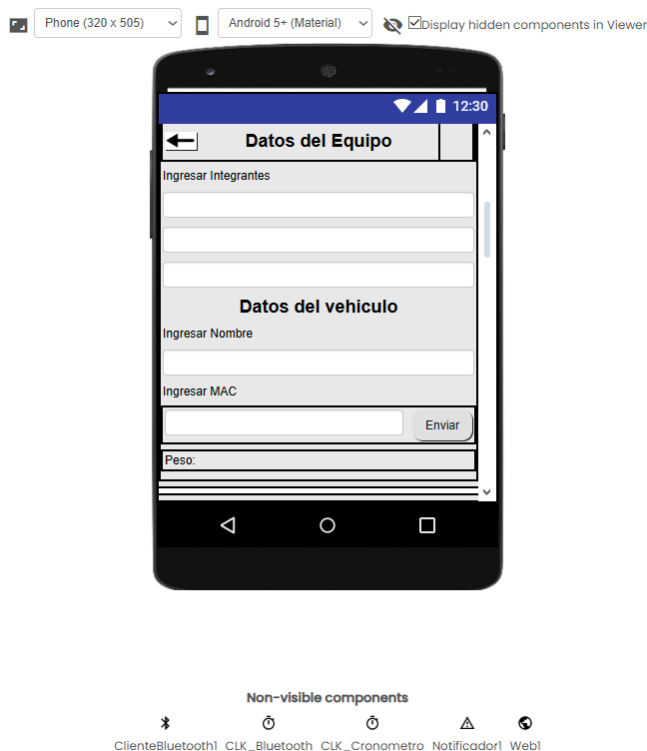 Phone (320 x 505)
Android 5+ (Material)
Display hidden components in Viewer
12:30
Datos del Equipo
Ingresar Integrantes
Datos del vehiculo
Ingresar Nombre
Ingresar MAC
Enviar
Peso:
Non-visible components
ClienteBluetooth1 CLK_Bluetooth CLK_Cronometro Notificador1 Web1